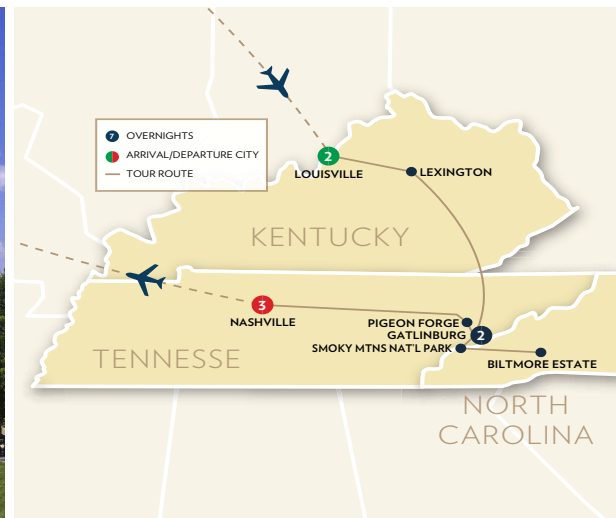 7 OVERNIGHTS
ARRIVAL/DEPARTURE CITY
TOUR ROUTE
2
LOUISVILLE
LEXINGTON
KENTUCKY
3
NASHVILLE
PIGEON FORGE
GATLINBURG
2
SMOKY MTNS NAT'L PARK
TENNESSE
BILTMORE ESTATE
NORTH
CAROLINA